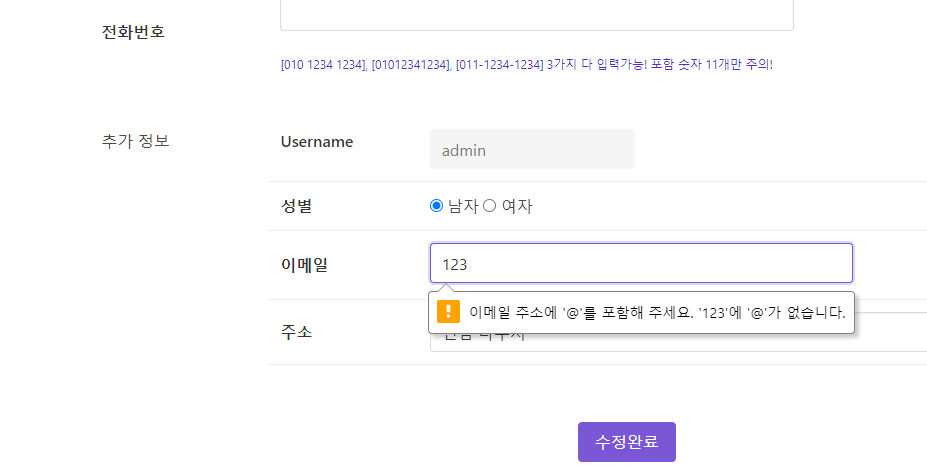 전화번호
[010 1234 1234], [01012341234], [011-1234-1234] 3가지 다 입력가능! 포함 숫자 11개만 주의!
추가 정보 Username admin
성별 남자 여자
이메일 123
이메일 주소에 '@'를 포함해 주세요. '123'에 '@'가 없습니다.
주소
수정완료